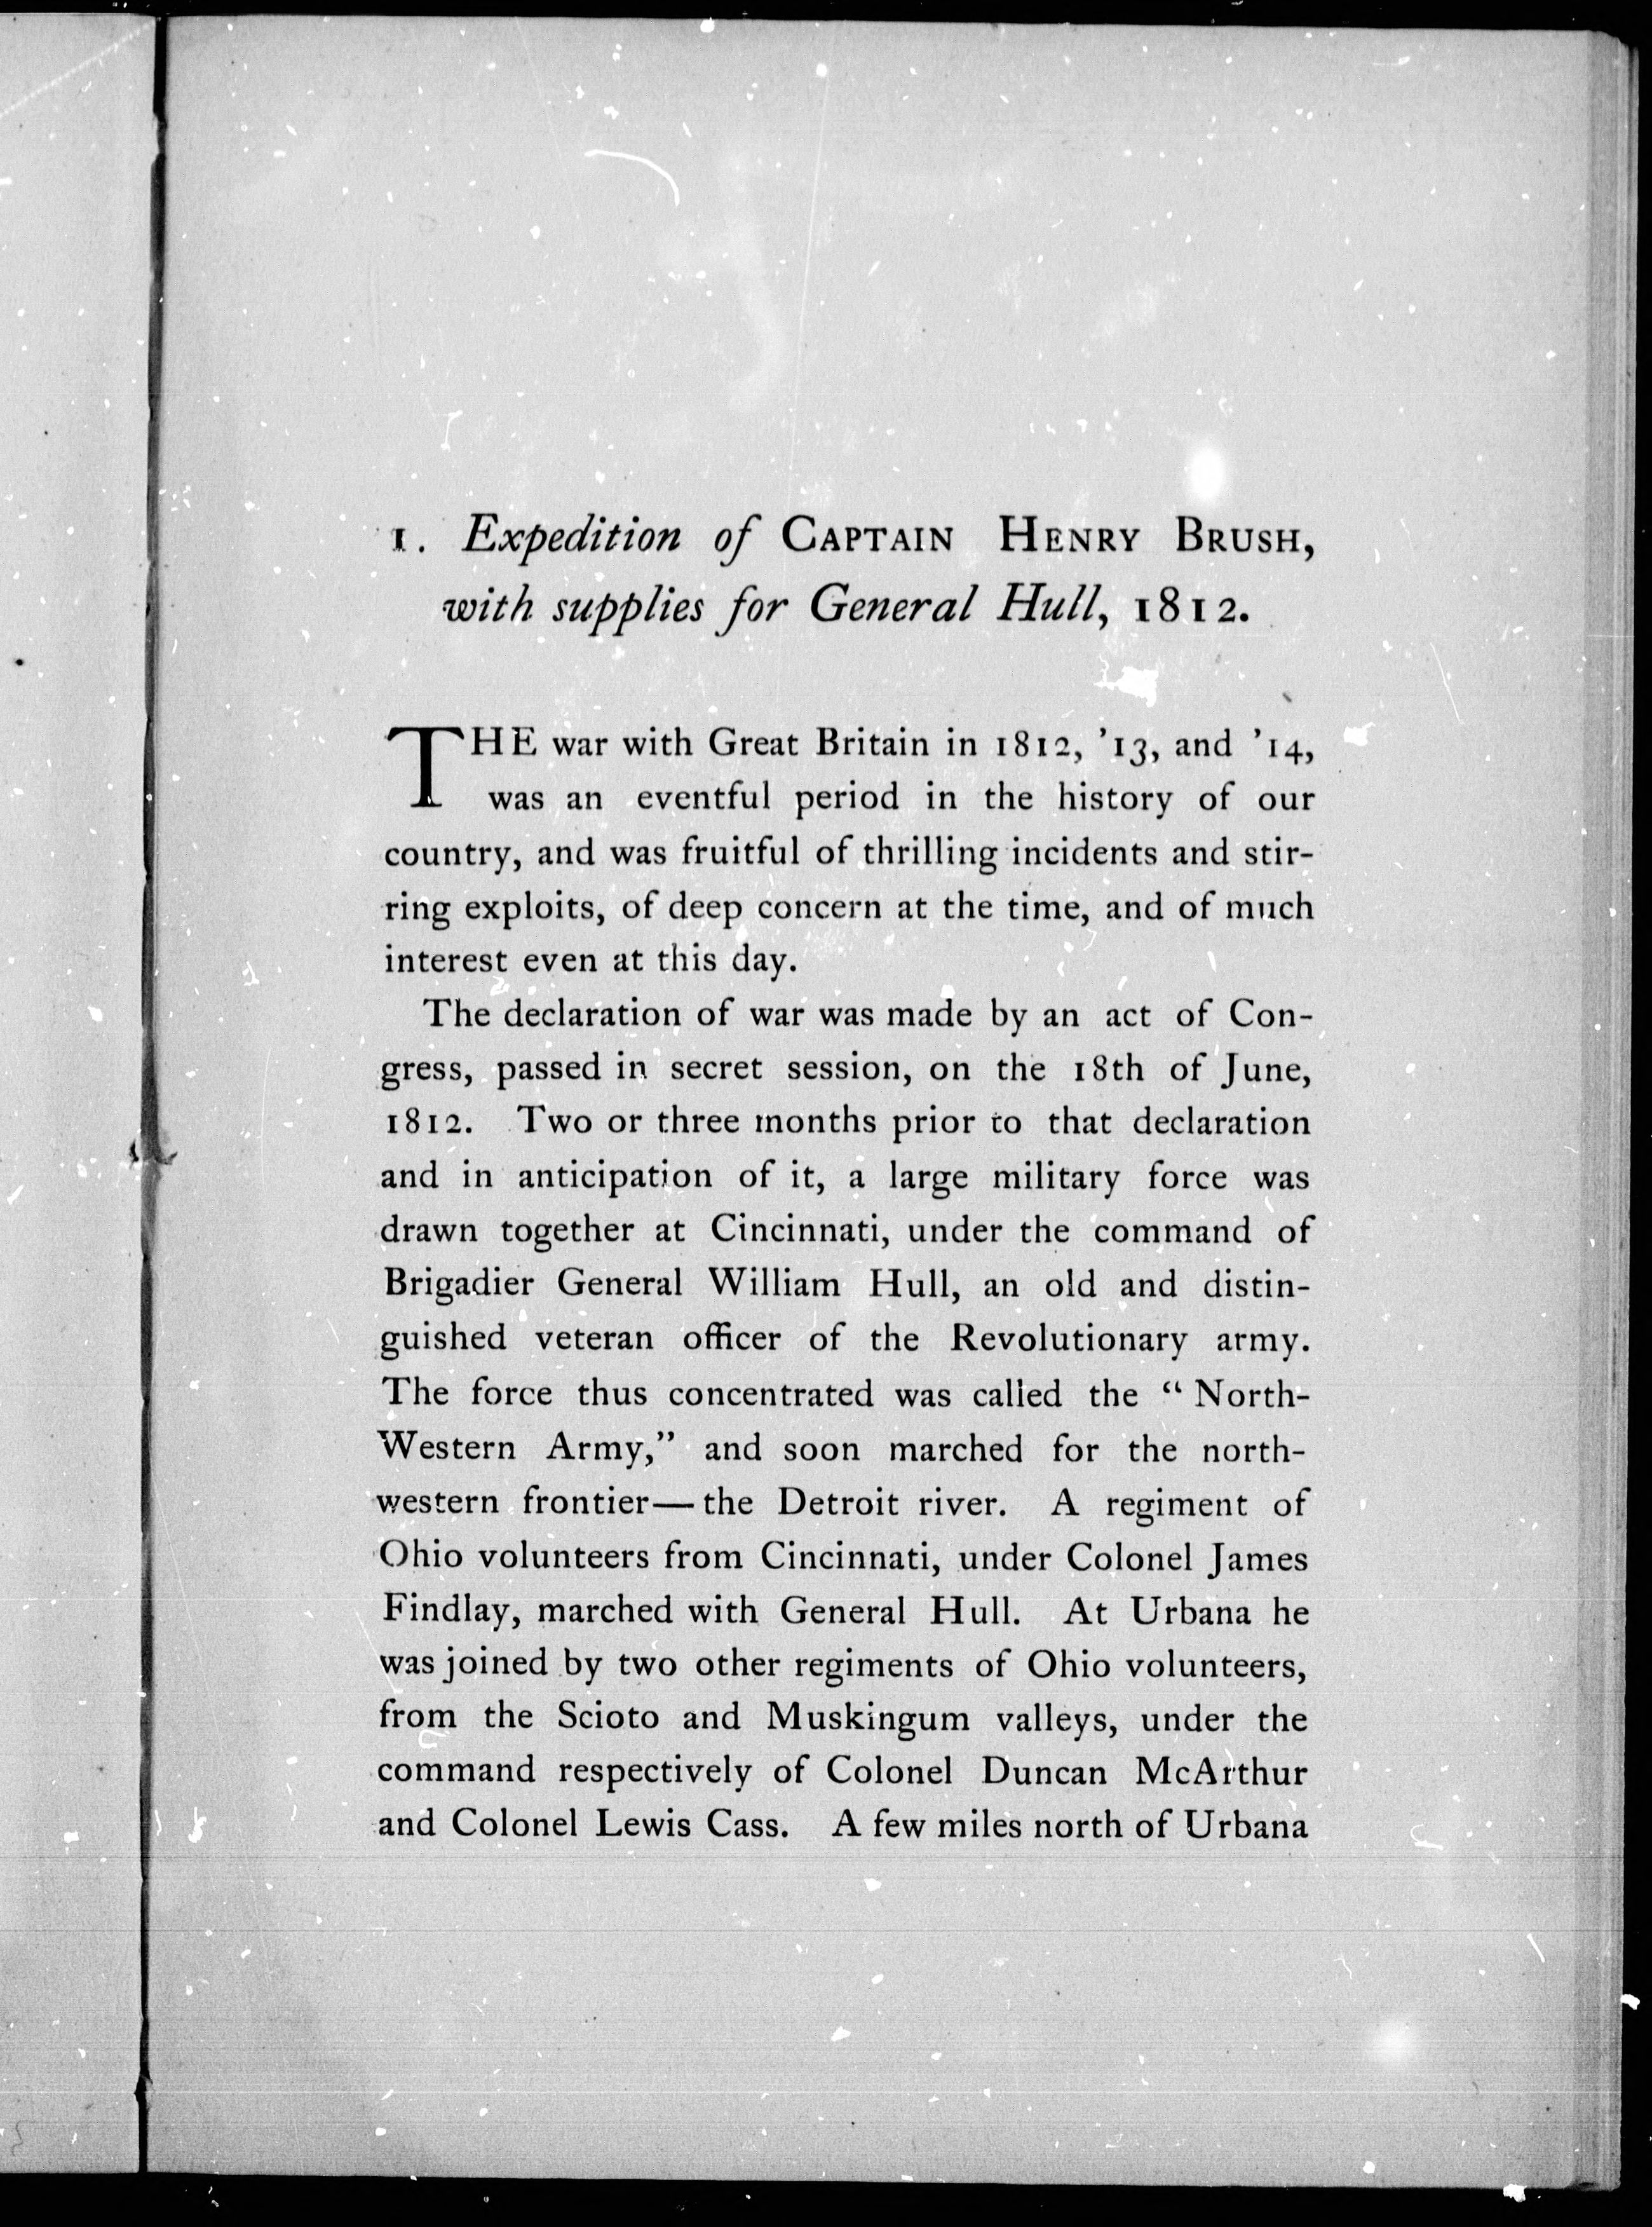 1. Expedition of CAPTAIN HENRY BRUSH,
with supplies for General Hull, 1812.
THE war with Great Britain in 1812, '13, and '14,
was an eventful period in the history of our
country, and was fruitful of thrilling incidents and stir-
ring exploits, of deep concern at the time, and of much
interest even at this day.
The declaration of war was made by an act of Con-
gress, passed in secret session, on the 18th of June,
1812. Two or three months prior to that declaration
and in anticipation of it, a large military force was
drawn together at Cincinnati, under the command of
Brigadier General William Hull, an old and distin-
guished veteran officer of the Revolutionary army.
The force thus concentrated was called the “North-
Western Army,” and soon marched for the north-
western frontier—the Detroit river. A regiment of
Ohio volunteers from Cincinnati, under Colonel James
Findlay, marched with General Hull. At Urbana he
was joined by two other regiments of Ohio volunteers,
from the Scioto and Muskingum valleys, under the
command respectively of Colonel Duncan McArthur
and Colonel Lewis Cass. A few miles north of Urbana